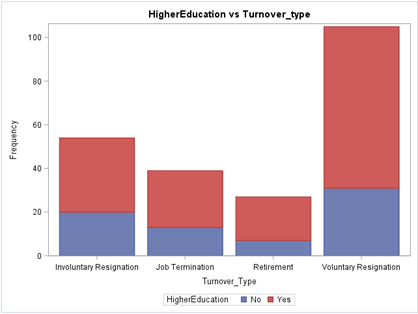 HigherEducation vs Turnover_type
100
80
60
40
20
0
Frequency
Involuntary Resignation Job Termination Retirement Voluntary Resignation
Turnover_Type
HigherEducation No Yes